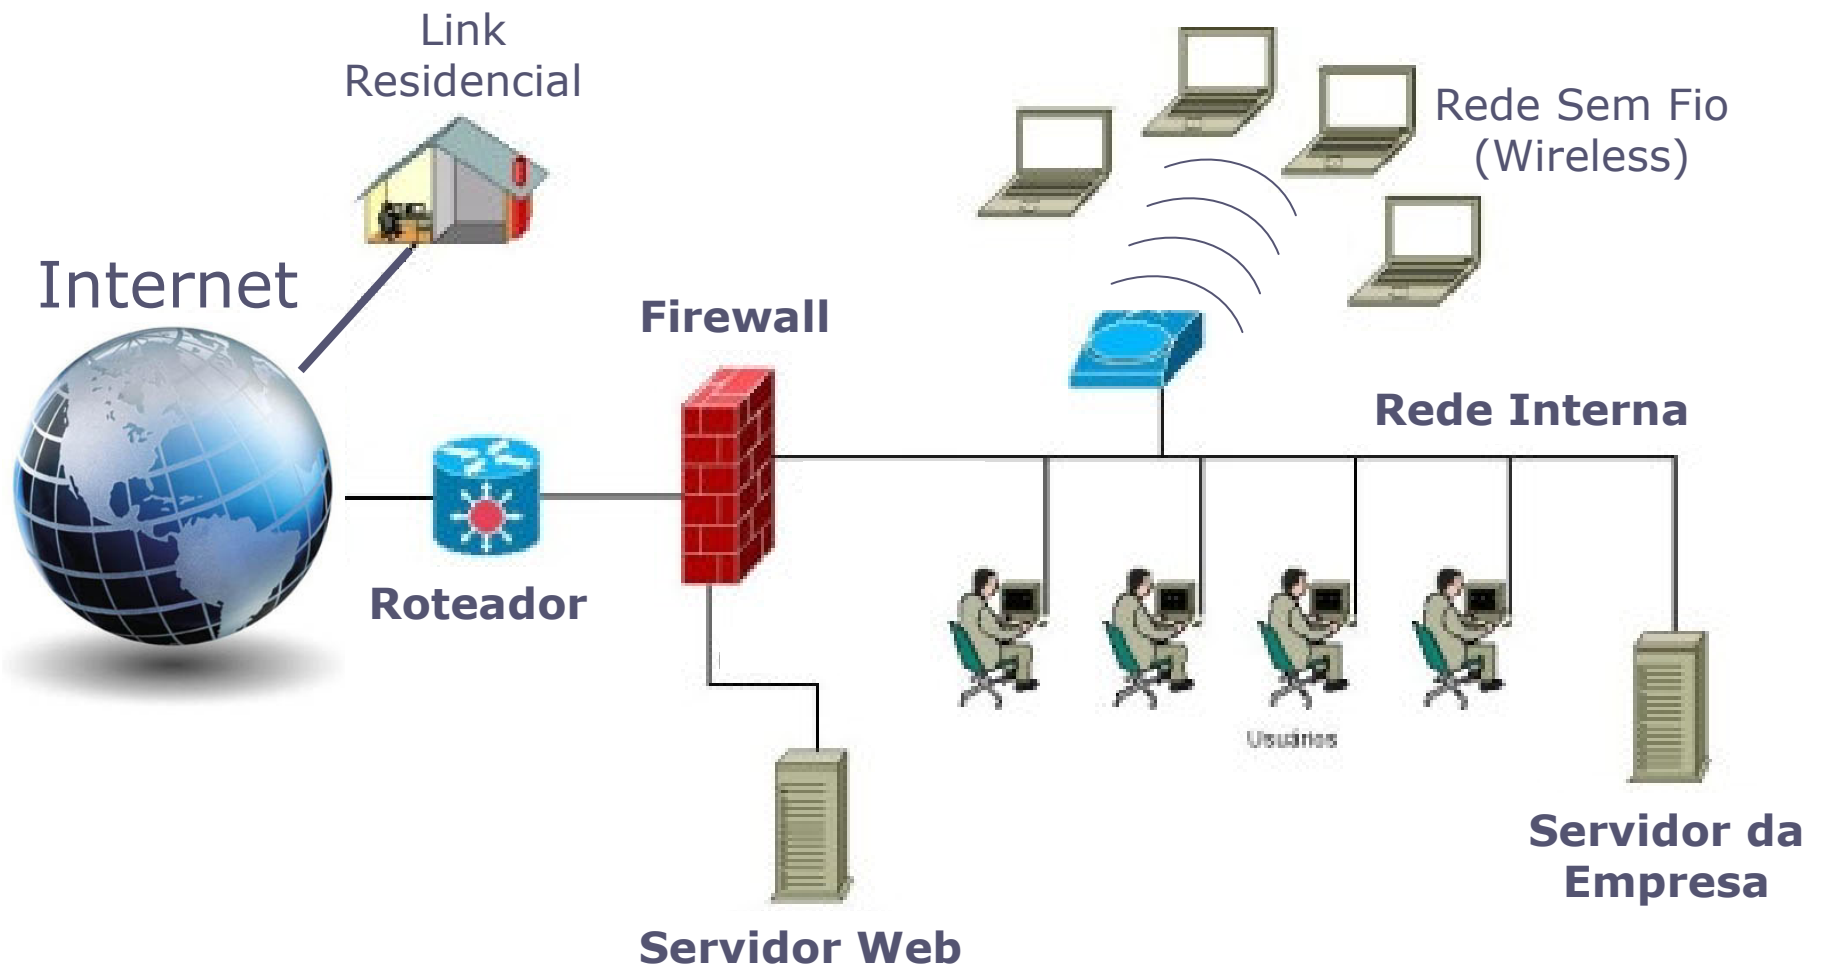 Link
Residencial
Rede Sem Fio
(Wireless)
Internet
Firewall
Rede Interna
Roteador
Usuários
Servidor da
Empresa
Servidor Web